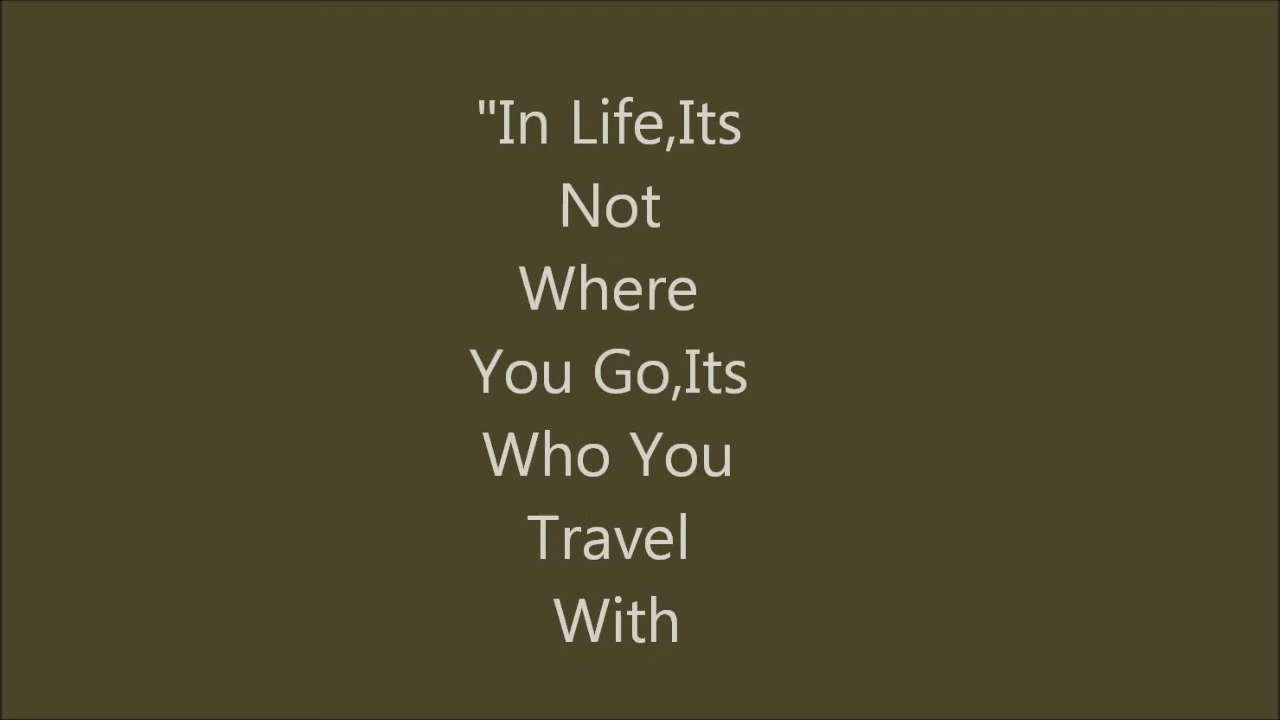 "In Life,Its
Not
Where
You Go,Its
Who You
Travel
With